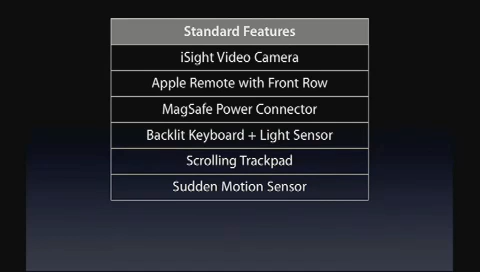 Standard Features
iSight Video Camera
Apple Remote with Front Row
MagSafe Power Connector
Backlit Keyboard + Light Sensor
Scrolling Trackpad
Sudden Motion Sensor